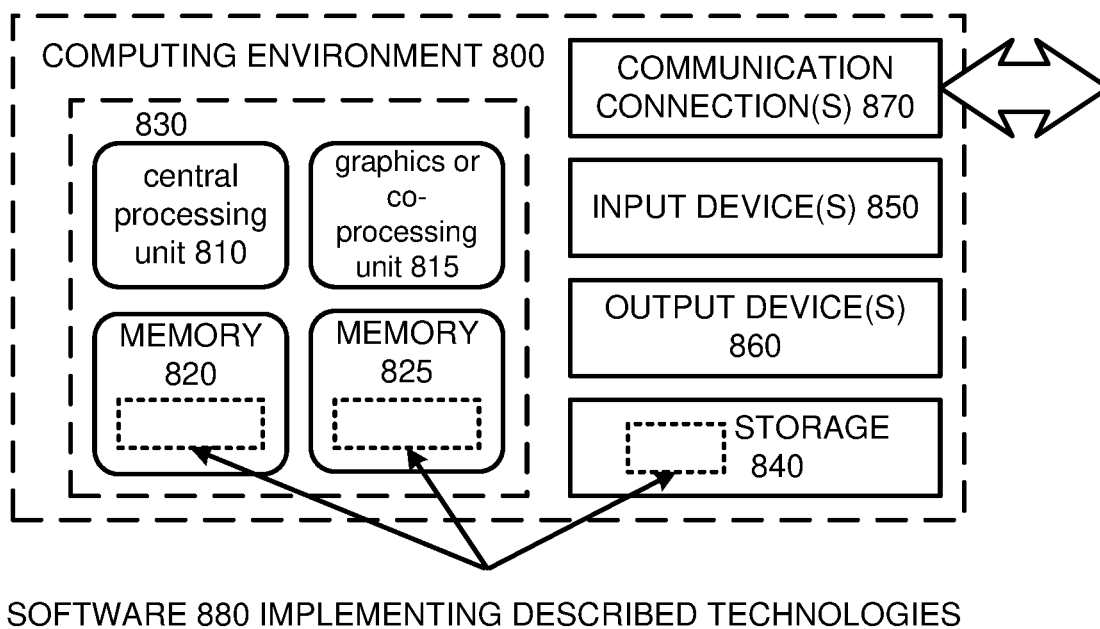 COMPUTING ENVIRONMENT 800
830
central
processing
unit 810
graphics or
co-
processing
unit 815
MEMORY
820
MEMORY
825
COMMUNICATION
CONNECTION(S) 870
INPUT DEVICE(S) 850
OUTPUT DEVICE(S)
860
STORAGE
840
SOFTWARE 880 IMPLEMENTING DESCRIBED TECHNOLOGIES